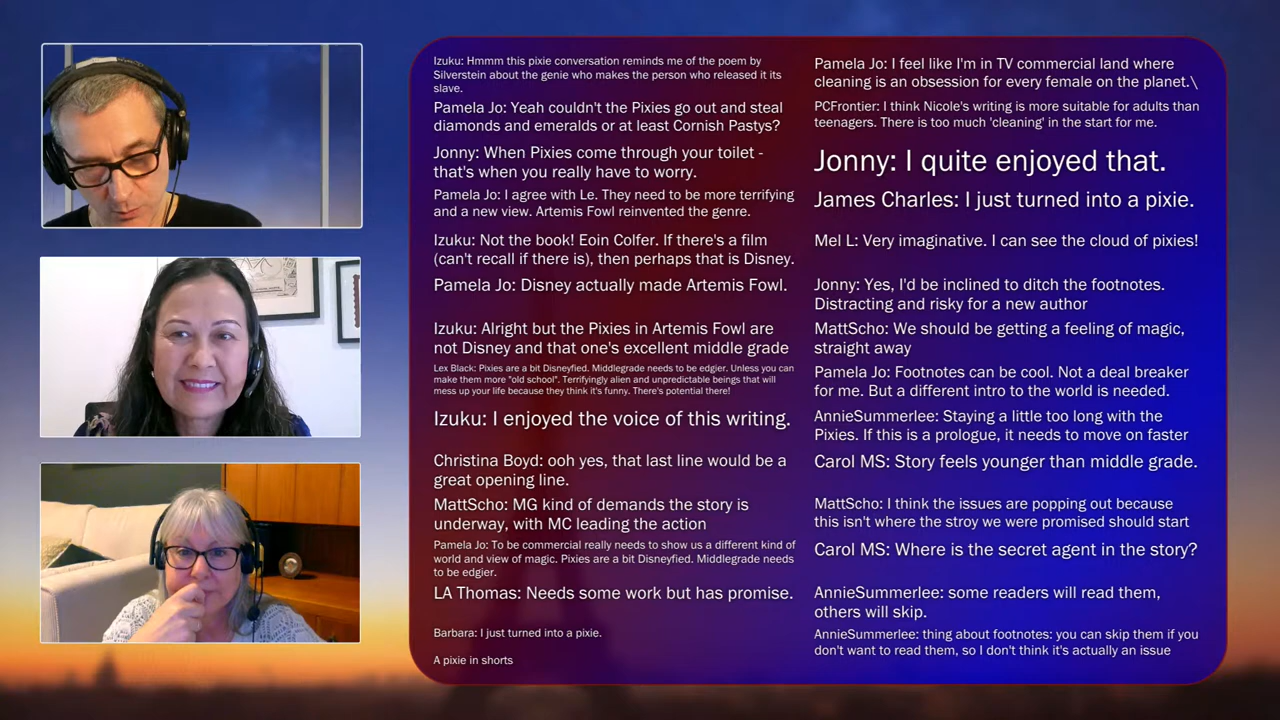 Izuku: Hmmm this pixie conversation reminds me of the poem by
Silverstein about the genie who makes the person who released it its
slave.
Pamela Jo: Yeah couldn't the Pixies go out and steal
diamonds and emeralds or at least Cornish Pastys?
Jonny: When Pixies come through your toilet -
that's when you really have to worry.
Pamela Jo: I agree with Le. They need to be more terrifying
and a new view. Artemis Fowl reinvented the genre.
Izuku: Not the book! Eoin Colfer. If there's a film
(can't recall if there is), then perhaps that is Disney.
Pamela Jo: Disney actually made Artemis Fowl.
Izuku: Alright but the Pixies in Artemis Fowl are
not Disney and that one's excellent middle grade
Lex Black: Pixies are a bit Disneyfied. Middlegrade needs to be edgier. Unless you can
make them more "old school". Terrifyingly alien and unpredictable beings that will
mess up your life because they think it's funny. There's potential there!
Izuku: I enjoyed the voice of this writing.
Christina Boyd: ooh yes, that last line would be a
great opening line.
MattScho: MG kind of demands the story is
underway, with MC leading the action
Pamela Jo: To be commercial really needs to show us a different kind of
world and view of magic. Pixies are a bit Disneyfied. Middlegrade needs
to be edgier.
LA Thomas: Needs some work but has promise.
Barbara: I just turned into a pixie.
A pixie in shorts
Pamela Jo: I feel like I'm in TV commercial land where
cleaning is an obsession for every female on the planet.\
PCFrontier: I think Nicole's writing is more suitable for adults than
teenagers. There is too much 'cleaning' in the start for me.
Jonny: I quite enjoyed that.
James Charles: I just turned into a pixie.
Mel L: Very imaginative. I can see the cloud of pixies!
Jonny: Yes, I'd be inclined to ditch the footnotes.
Distracting and risky for a new author
MattScho: We should be getting a feeling of magic,
straight away
Pamela Jo: Footnotes can be cool. Not a deal breaker
for me. But a different intro to the world is needed.
AnnieSummerlee: Staying a little too long with the
Pixies. If this is a prologue, it needs to move on faster
Carol MS: Story feels younger than middle grade.
MattScho: I think the issues are popping out because
this isn't where the stroy we were promised should start
Carol MS: Where is the secret agent in the story?
AnnieSummerlee: some readers will read them,
others will skip.
AnnieSummerlee: thing about footnotes: you can skip them if you
don't want to read them, so I don't think it's actually an issue